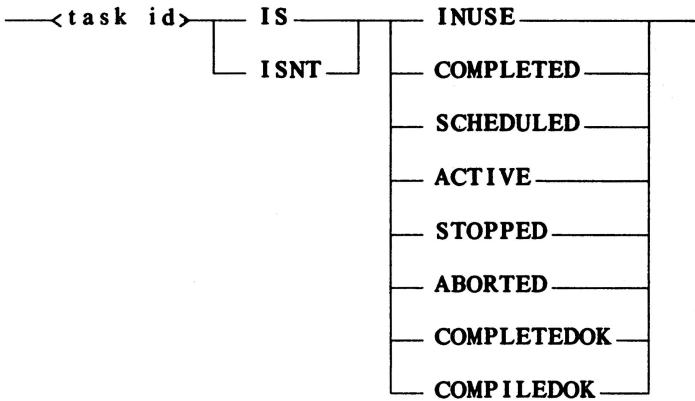 <task id> IS INUSE
ISNT COMPLETED
SCHEDULED
ACTIVE
STOPPED
ABORTED
COMPLETEDOK
COMPILEDOK